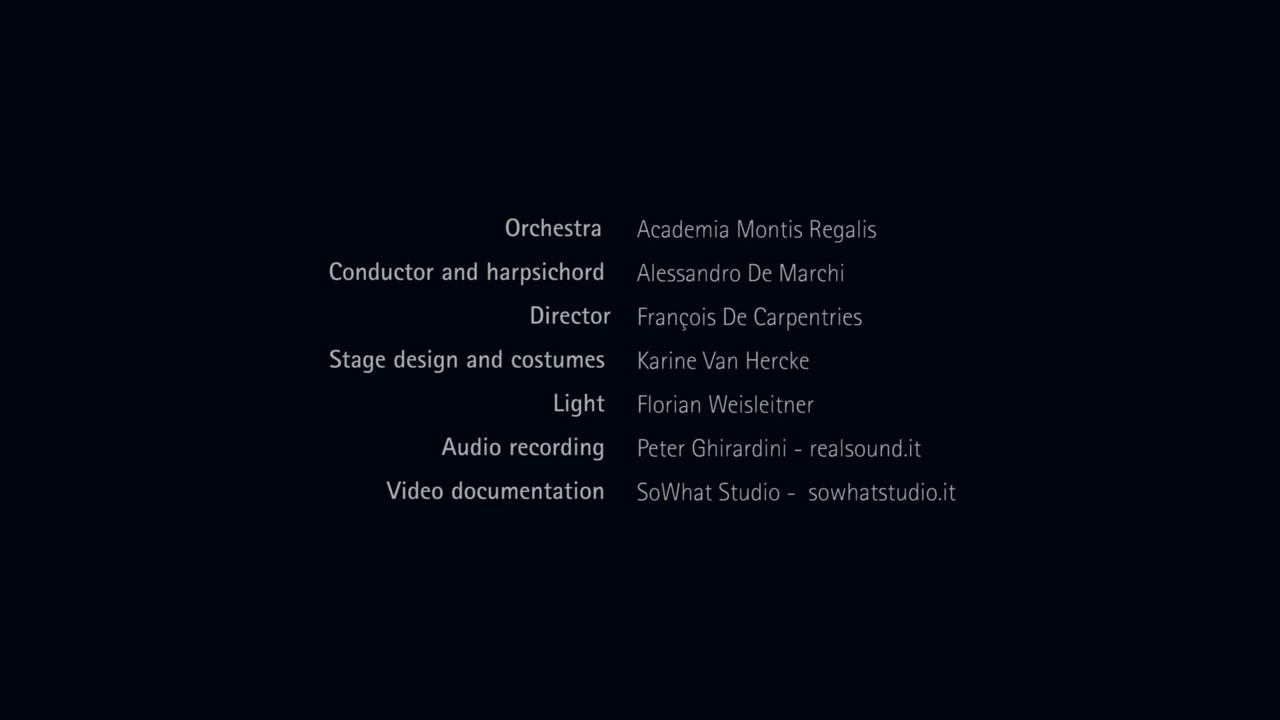 Orchestra Academia Montis Regalis
Conductor and harpsichord Alessandro De Marchi
Director François De Carpentries
Stage design and costumes Karine Van Hercke
Light Florian Weisleitner
Audio recording Peter Ghirardini - realsound.it
Video documentation SoWhat Studio - sowhatstudio.it